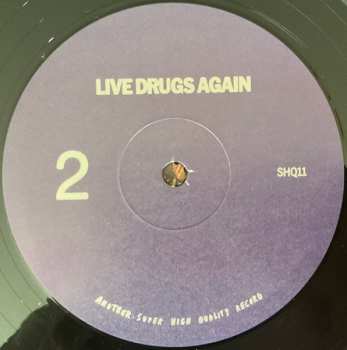 LIVE DRUGS AGAIN
2
SHQ11
ANOTHER SUPER HIGH QUALITY RECORD